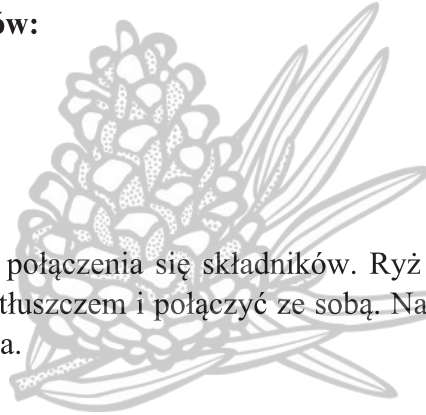 ów:
połączenia się składników. Ryż
tłuszczem i połączyć ze sobą. Na
a.